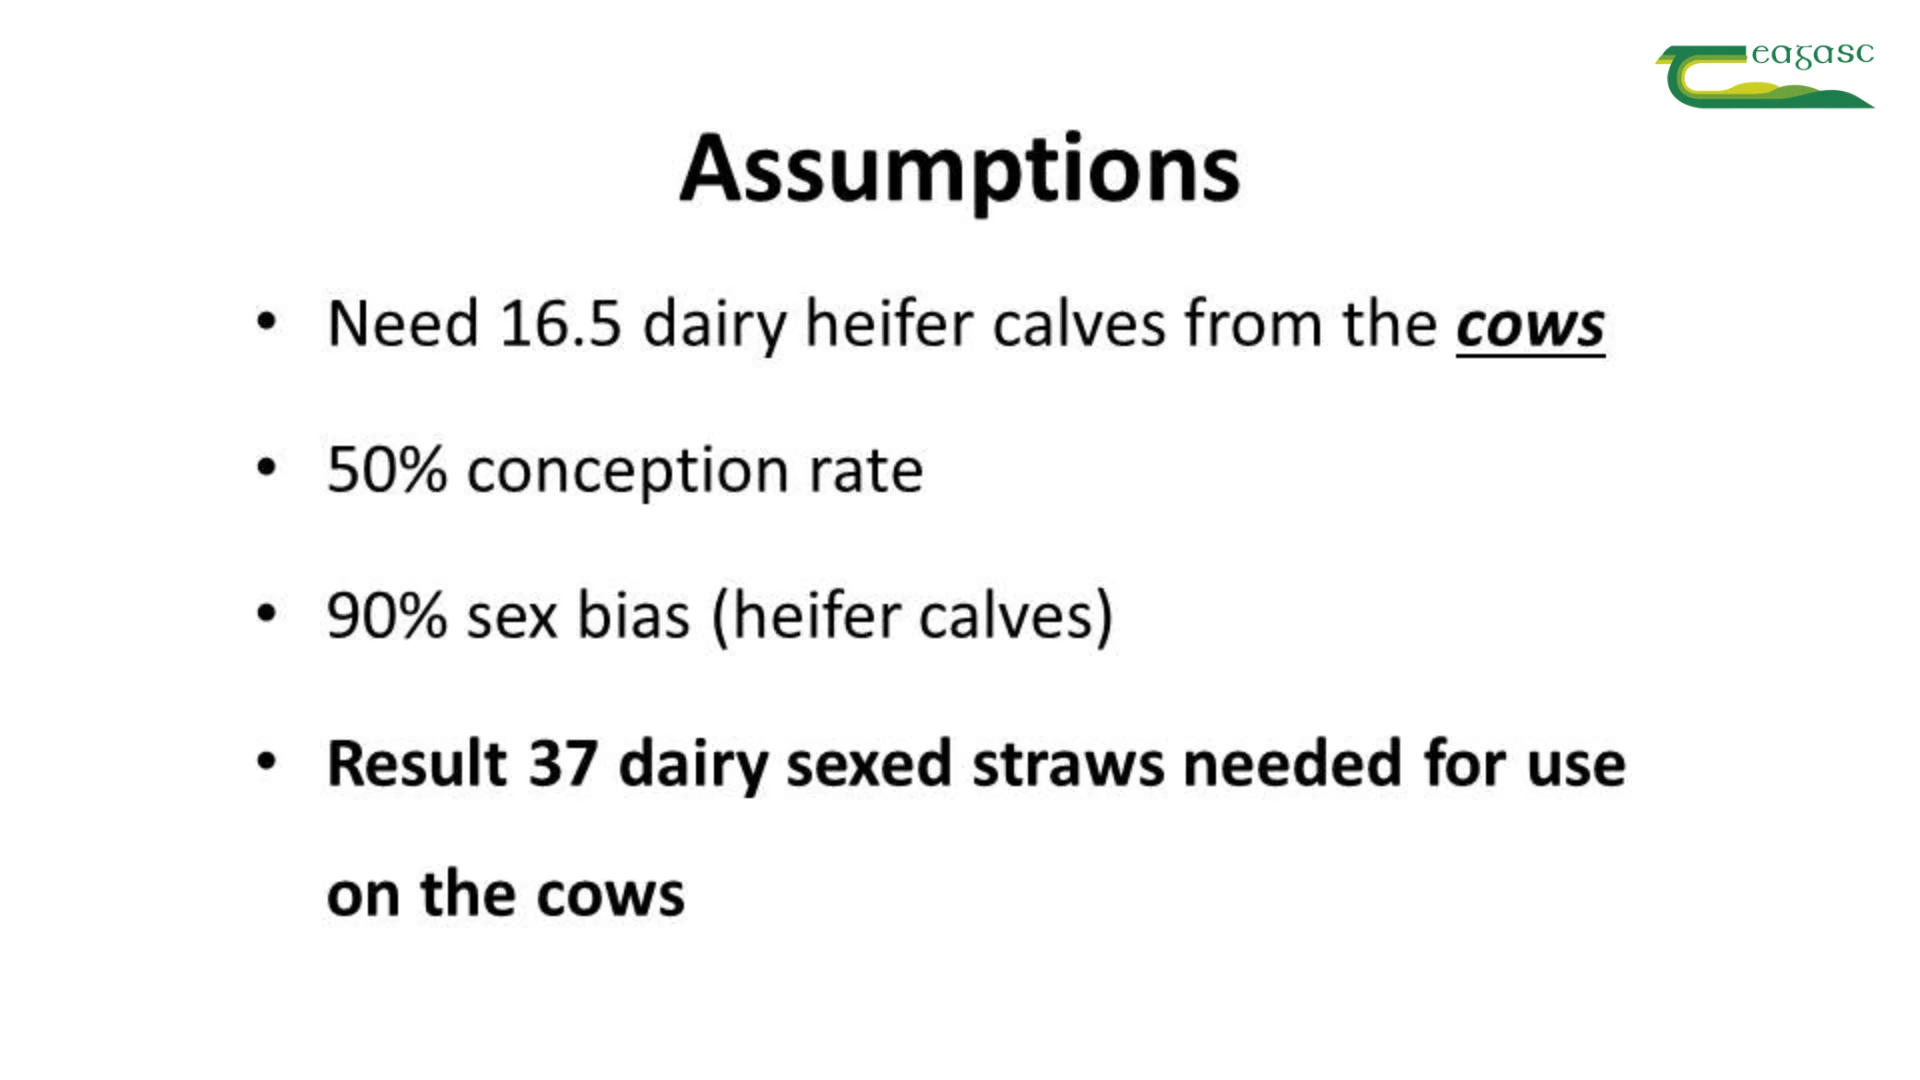 eagasc
Assumptions
• Need 16.5 dairy heifer calves from the cows
• 50% conception rate
• 90% sex bias (heifer calves)
• Result 37 dairy sexed straws needed for use
on the cows